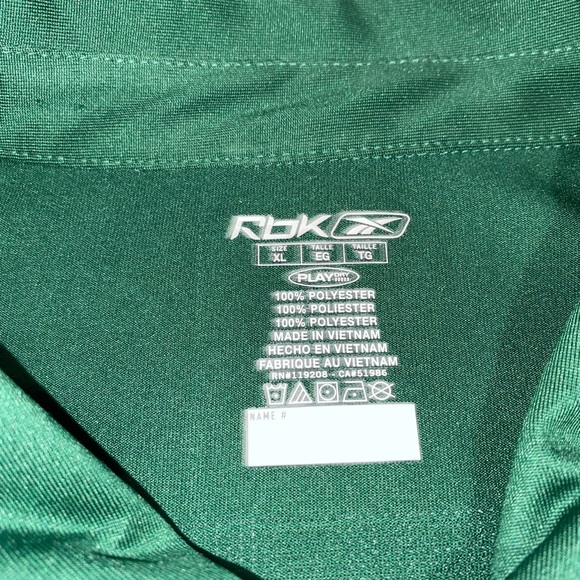 Rbk
SIZE TALLE TAILLE
XL EG TG
PLAYDRY
100% POLYESTER
100% POLIESTER
100% POLYESTER
MADE IN VIETNAM
HECHO EN VIETNAM
FABRIQUE AU VIETNAM
RN#119208 - CA#51986
NAME #